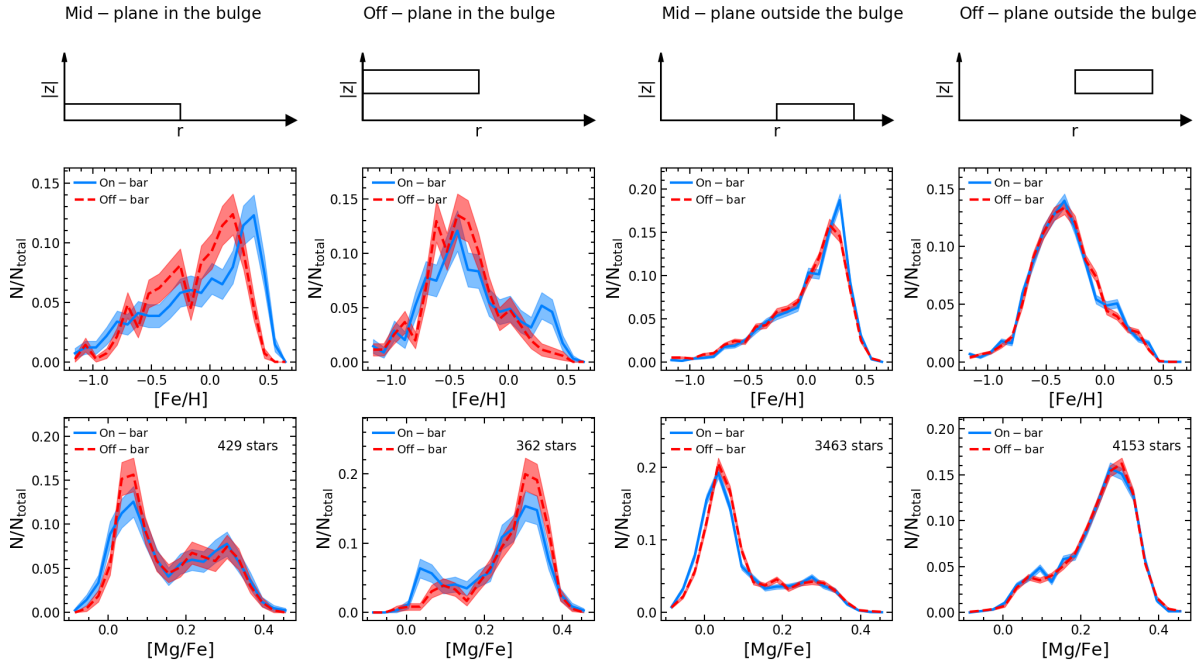 Mid − plane in the bulge
Off − plane in the bulge
Mid − plane outside the bulge
Off − plane outside the bulge
|z|
r
|z|
r
|z|
r
|z|
r
N/Ntotal
0.15
0.10
0.05
0.00
On − bar
Off − bar
−1.0 −0.5 0.0 0.5
[Fe/H]
N/Ntotal
0.15
0.10
0.05
0.00
On − bar
Off − bar
−1.0 −0.5 0.0 0.5
[Fe/H]
N/Ntotal
0.20
0.15
0.10
0.05
0.00
On − bar
Off − bar
−1.0 −0.5 0.0 0.5
[Fe/H]
N/Ntotal
0.15
0.10
0.05
0.00
On − bar
Off − bar
−1.0 −0.5 0.0 0.5
[Fe/H]
N/Ntotal
0.20
0.15
0.10
0.05
0.00
On − bar
Off − bar
429 stars
0.0 0.2 0.4
[Mg/Fe]
N/Ntotal
0.2
0.1
0.0
On − bar
Off − bar
362 stars
0.0 0.2 0.4
[Mg/Fe]
N/Ntotal
0.2
0.1
0.0
On − bar
Off − bar
3463 stars
0.0 0.2 0.4
[Mg/Fe]
N/Ntotal
0.20
0.15
0.10
0.05
0.00
On − bar
Off − bar
4153 stars
0.0 0.2 0.4
[Mg/Fe]